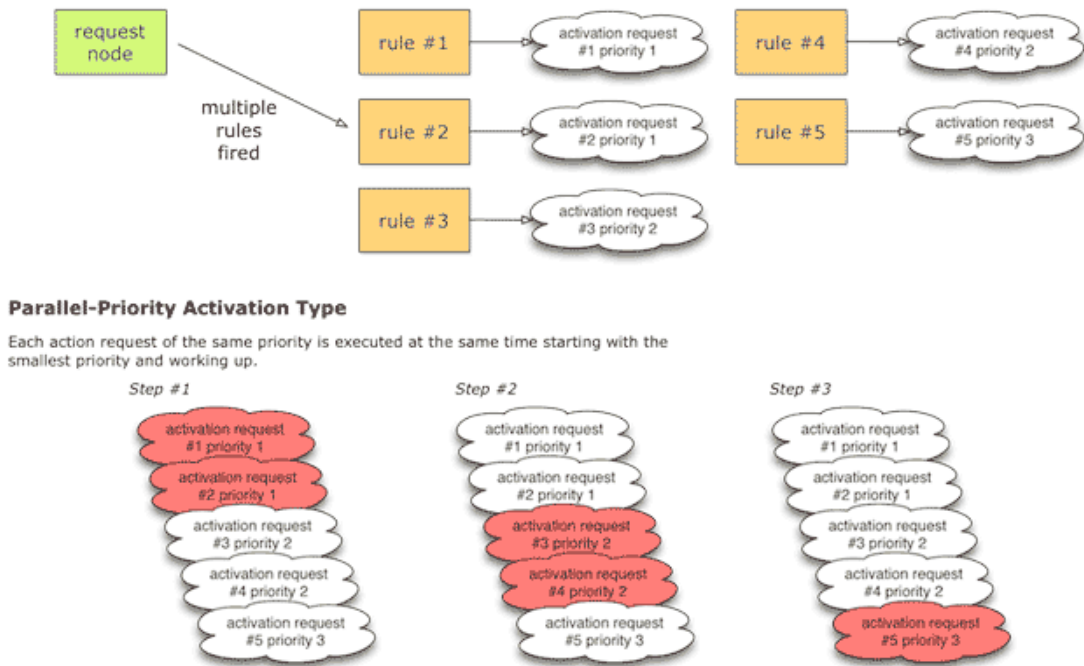 request
node
multiple
rules
fired
rule #1
activation request
#1 priority 1
rule #2
activation request
#2 priority 1
rule #3
activation request
#3 priority 2
rule #4
activation request
#4 priority 2
rule #5
activation request
#5 priority 3
Parallel-Priority Activation Type
Each action request of the same priority is executed at the same time starting with the
smallest priority and working up.
Step #1
activation request
#1 priority 1
activation request
#2 priority 1
activation request
#3 priority 2
activation request
#4 priority 2
activation request
#5 priority 3
Step #2
activation request
#1 priority 1
activation request
#2 priority 1
activation request
#3 priority 2
activation request
#4 priority 2
activation request
#5 priority 3
Step #3
activation request
#1 priority 1
activation request
#2 priority 1
activation request
#3 priority 2
activation request
#4 priority 2
activation request
#5 priority 3